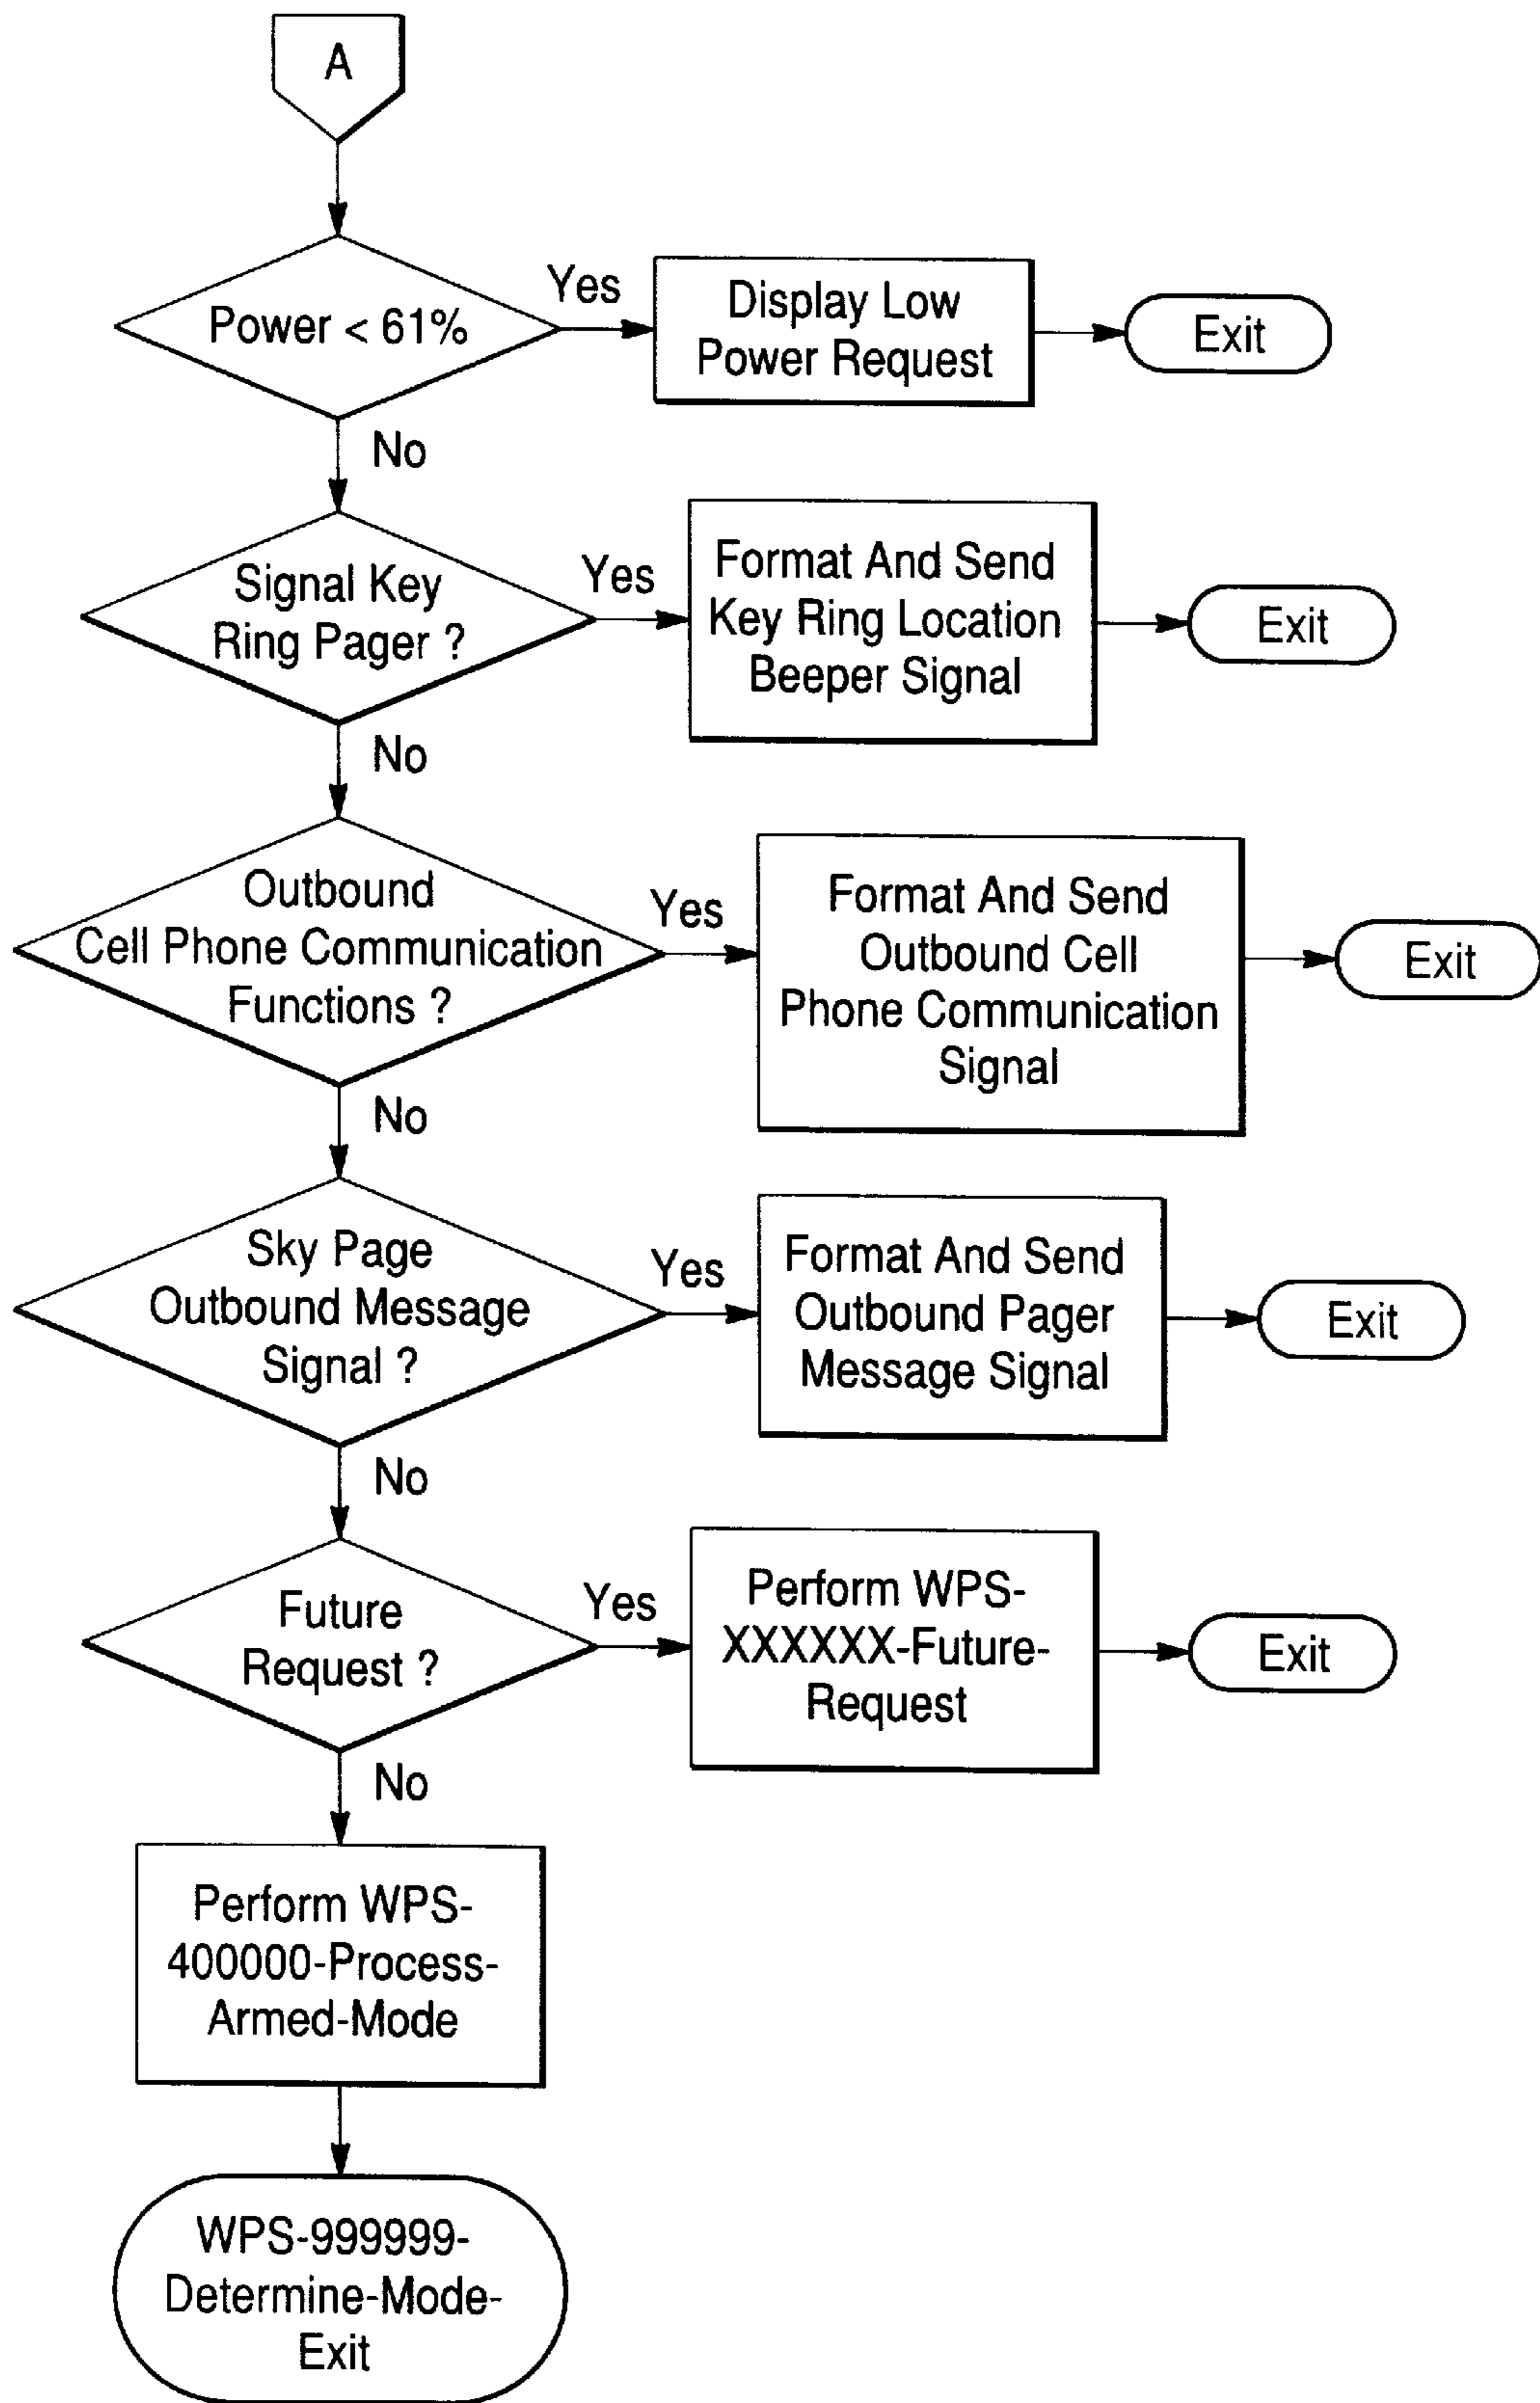 A
Power < 61%
Yes
Display Low
Power Request
Exit
No
Signal Key
Ring Pager ?
Yes
Format And Send
Key Ring Location
Beeper Signal
Exit
No
Outbound
Cell Phone Communication
Functions ?
Yes
Format And Send
Outbound Cell
Phone Communication
Signal
Exit
No
Sky Page
Outbound Message
Signal ?
Yes
Format And Send
Outbound Pager
Message Signal
Exit
No
Future
Request ?
Yes
Perform WPS-
XXXXXX-Future-
Request
Exit
No
Perform WPS-
400000-Process-
Armed-Mode
WPS-999999-
Determine-Mode-
Exit